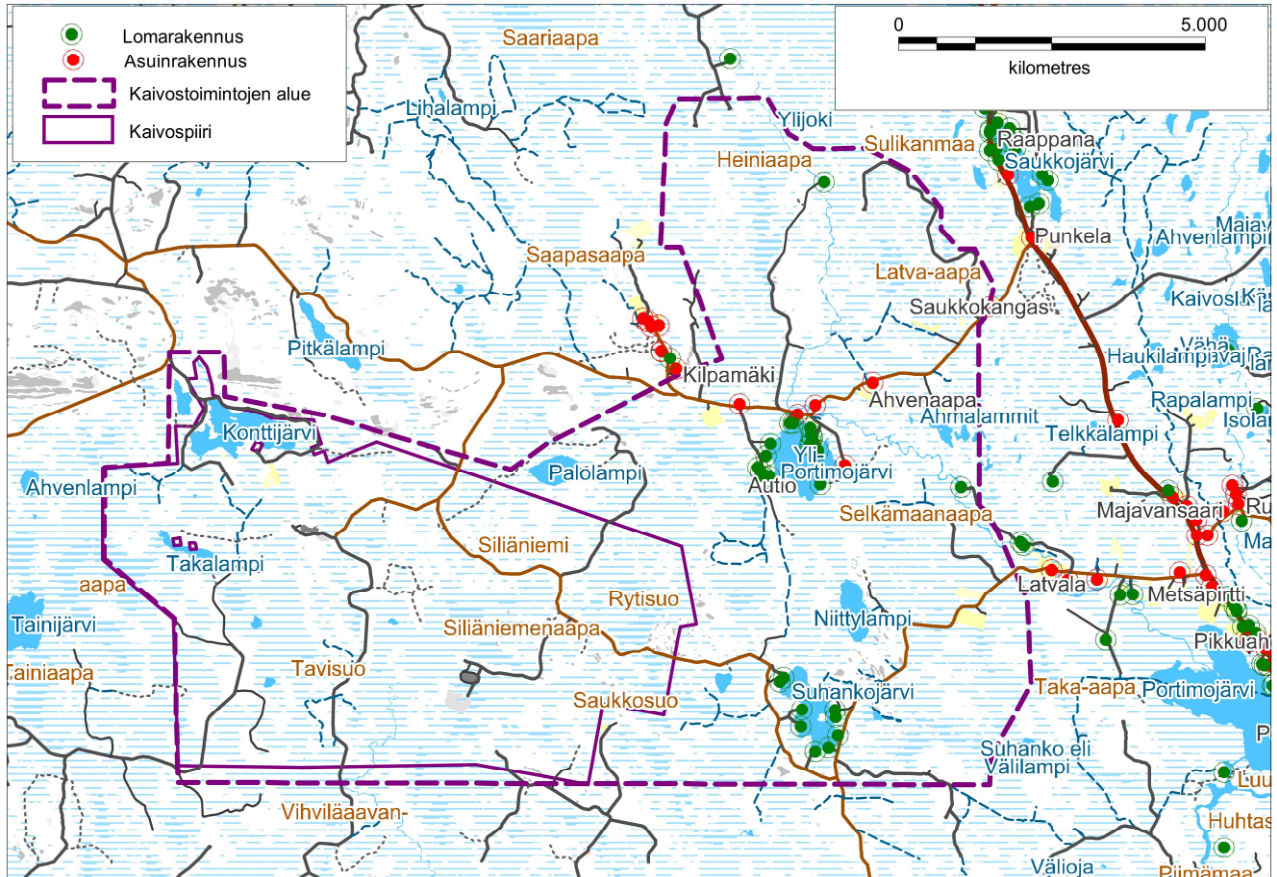 Lomarakennus
Asuinrakennus
Kaivostoimintojen alue
Kaivospiiri
0 5.000
kilometres
Saariaapa
Lihalampi
Ylijoki
Heiniaapa
Sulikanmaa
Raappana
Saukkojärvi
Punkela
Ahvenlampi
Saapasaapa
Latva-aapa
Saukkokangas
Pitkälampi
Haukilampi
Kilpamäki
Ahvenaapa
Ahmalammit
Rapalampi
Telkkälampi
Konttijärvi
Palolampi
Yli-
Portimojärvi
Autio
Ahvenlampi
Selkämaanaapa
Majavansaari
Siliäniemi
Takalampi
aapa
Rytisuo
Latvala
Metsäpirtti
Tainijärvi
Siliäniemenaapa
Niittylampi
Tainiaapa
Tavisuo
Saukkosuo
Suhankojärvi
Taka-aapa
Portimojärvi
Suhanko eli
Välilampi
Vihviläaavan-
Välioja
Piimämaa